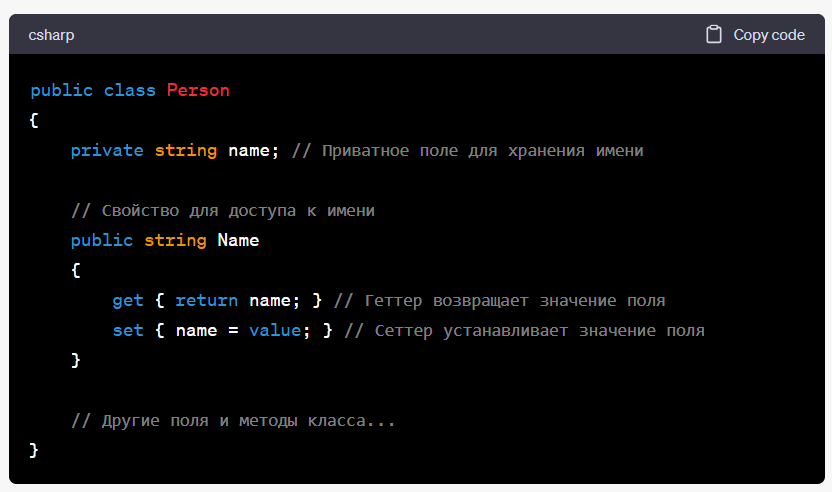 csharp
Copy code
public class Person
{
    private string name; // Приватное поле для хранения имени
    // Свойство для доступа к имени
    public string Name
    {
        get { return name; } // Геттер возвращает значение поля
        set { name = value; } // Сеттер устанавливает значение поля
    }
    // Другие поля и методы класса...
}